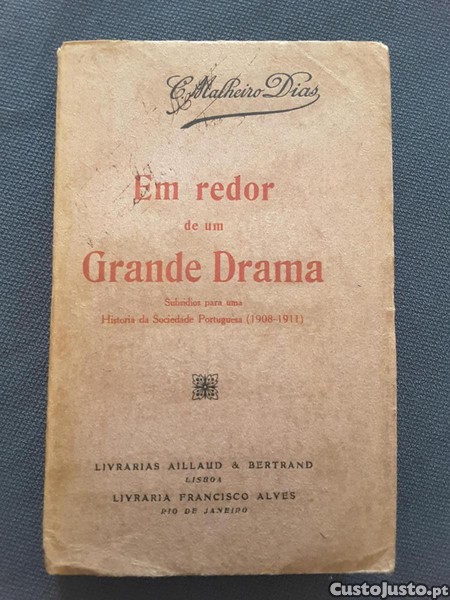 C. Malheiro Dias
Em redor
de um
Grande Drama
Subsidios para uma
Historia da Sociedade Portuguesa (1908-1911)
LIVRARIAS AILLAUD & BERTRAND
LISBOA
LIVRARIA FRANCISCO ALVES
RIO DE JANEIRO
CustoJusto.pt